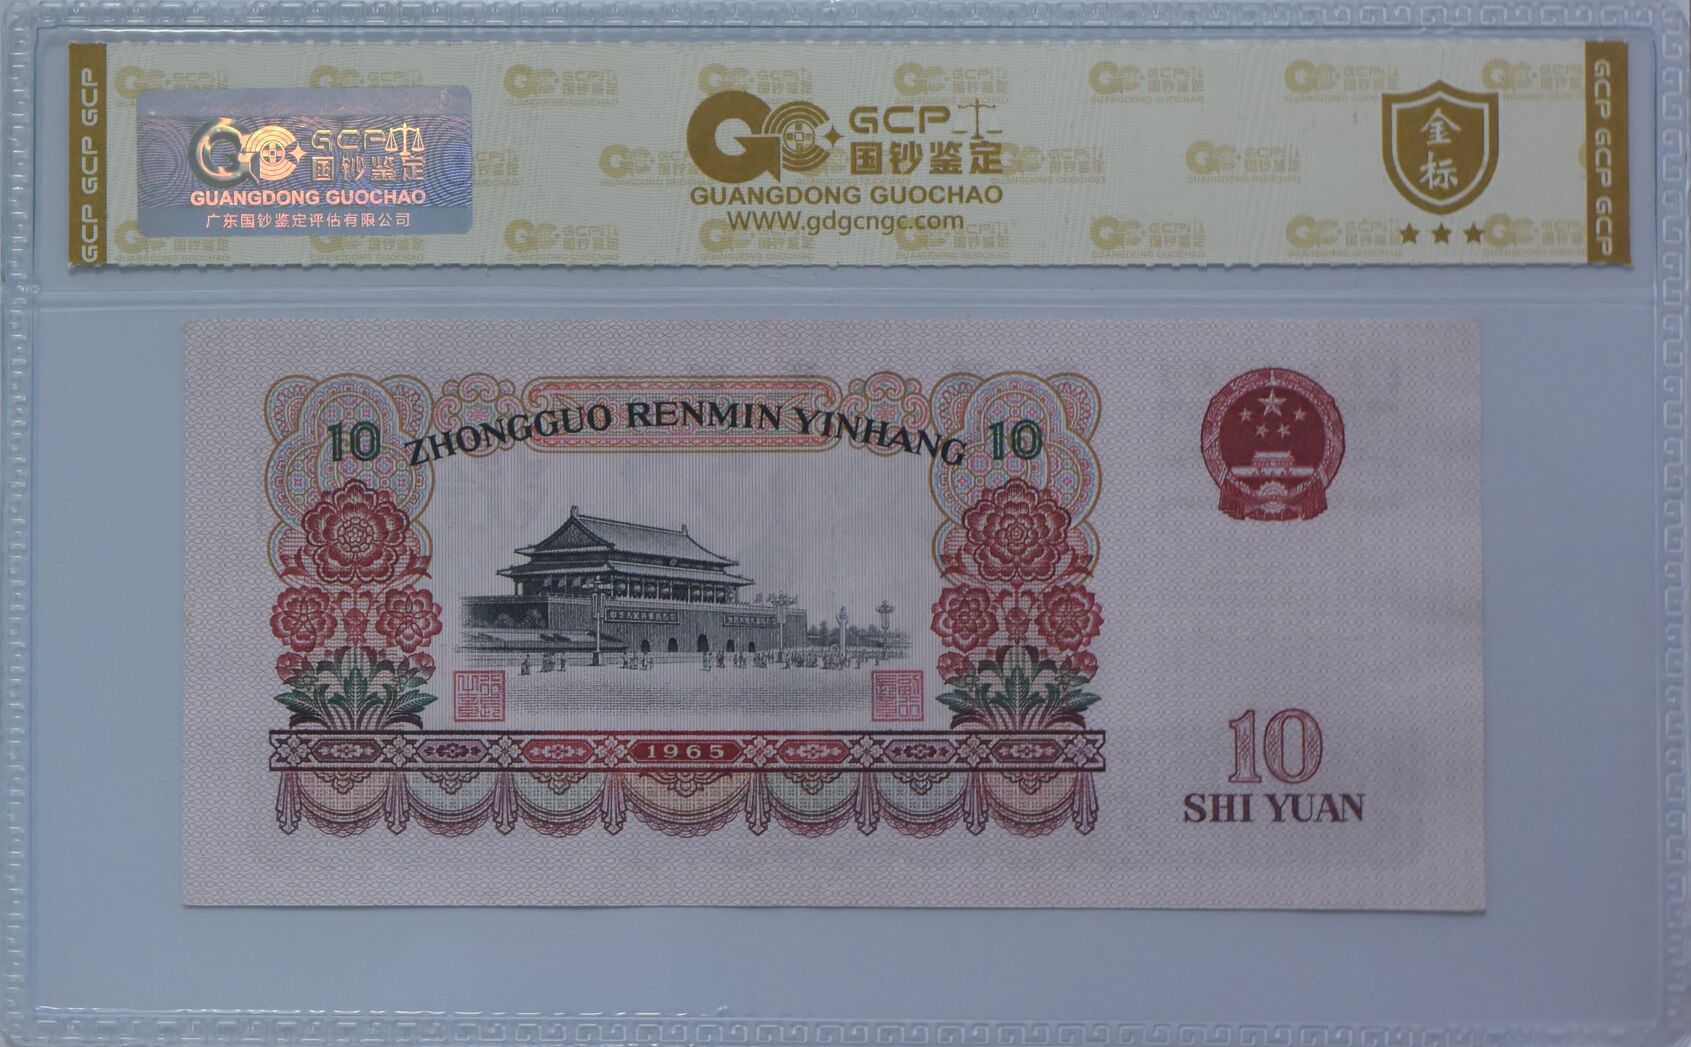 GCP GCP GCP
GCP
国钞鉴定
GUANGDONG GUOCHAO
广东国钞鉴定评估有限公司
GCP
国钞鉴定
GUANGDONG GUOCHAO
WWW.gdgcngc.com
金标
GCP GCP GCP
10 ZHONGGUO RENMIN YINHANG 10
1965
10
SHI YUAN